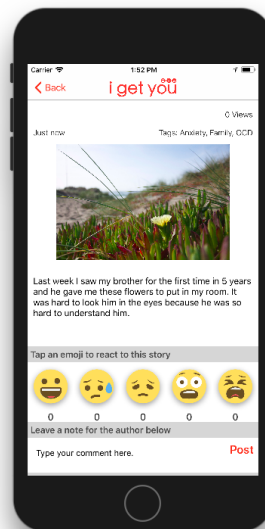 Carrier 1:52 PM
Back i get you
0 Views
Just now Tags: Anxiety, Family, OCD
Last week I saw my brother for the first time in 5 years
and he gave me these flowers to put in my room. It
was hard to look him in the eyes because he was so
hard to understand him.
Tap an emoji to react to this story
0 0 0 0 0
Leave a note for the author below
Type your comment here. Post